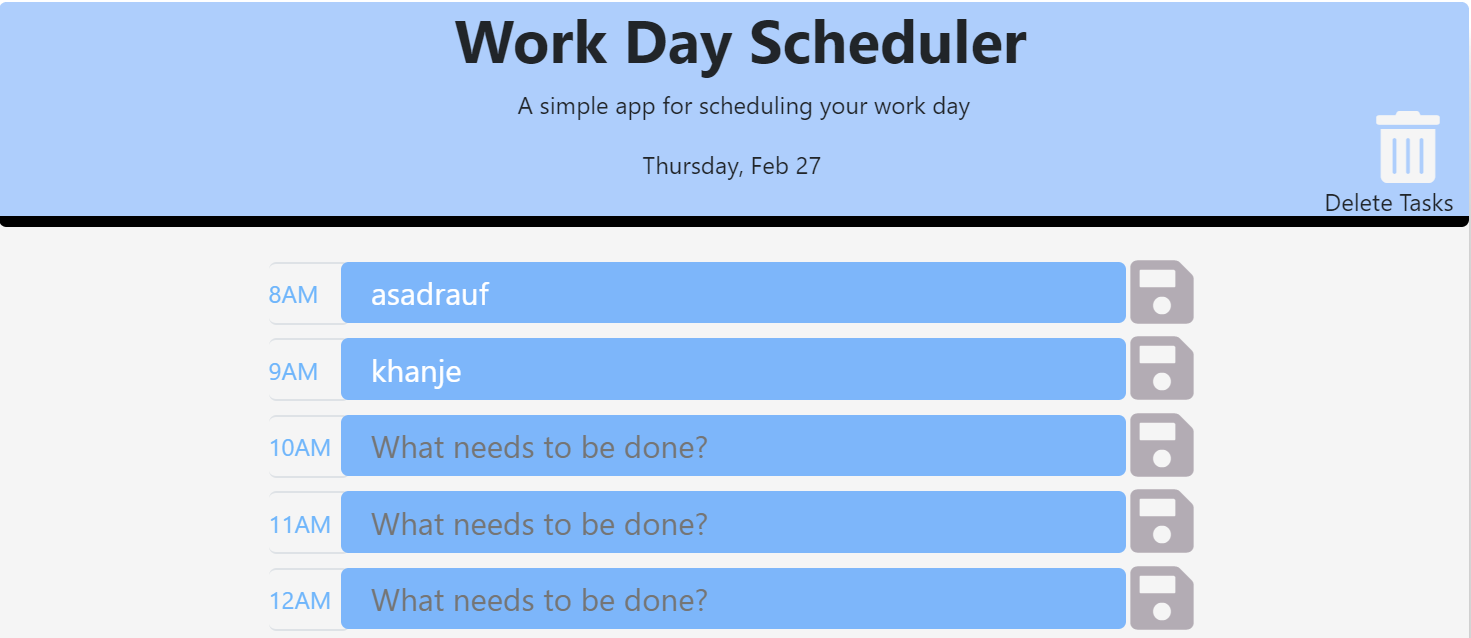 Work Day Scheduler
A simple app for scheduling your work day
Thursday, Feb 27
Delete Tasks
8AM asadrauf
9AM khanje
10AM What needs to be done?
11AM What needs to be done?
12AM What needs to be done?